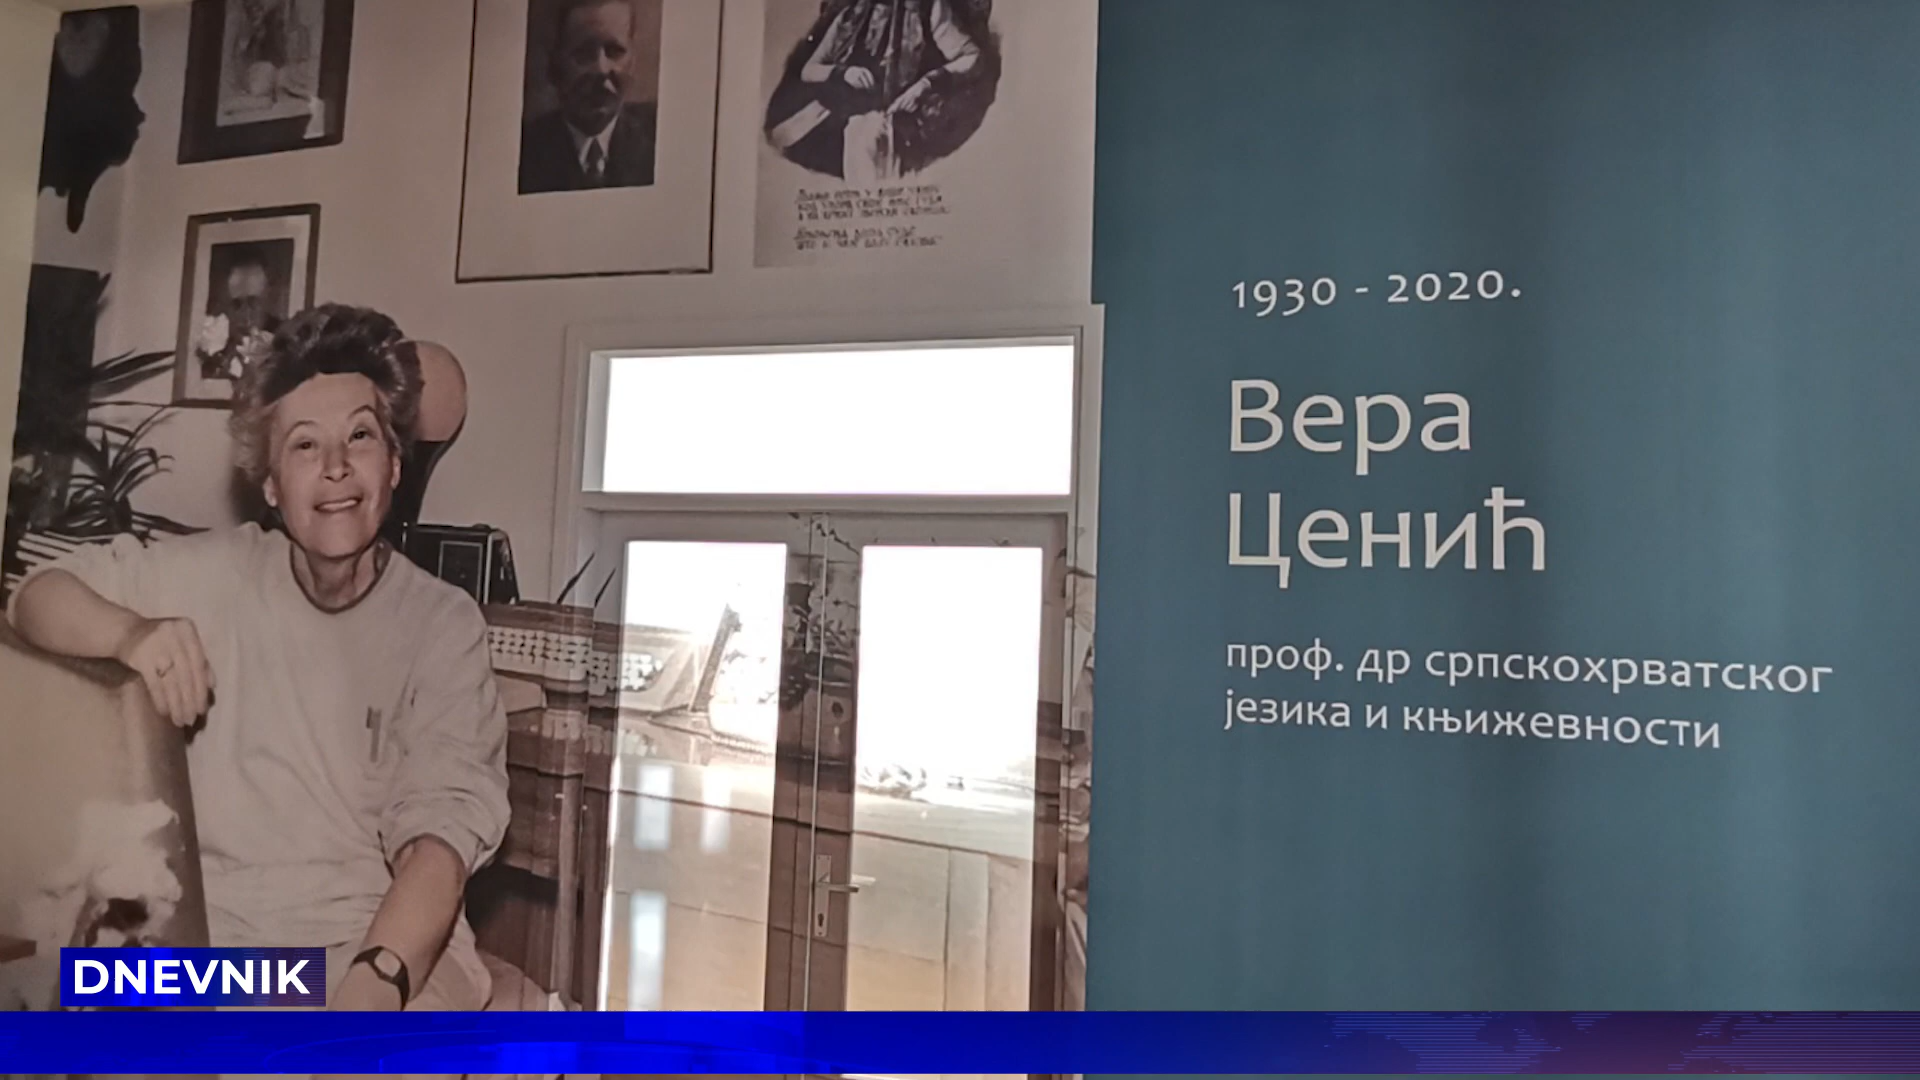 1930 - 2020.
Вера
Ценић
проф. др српскохрватског
језика и књижевности
DNEVNIK